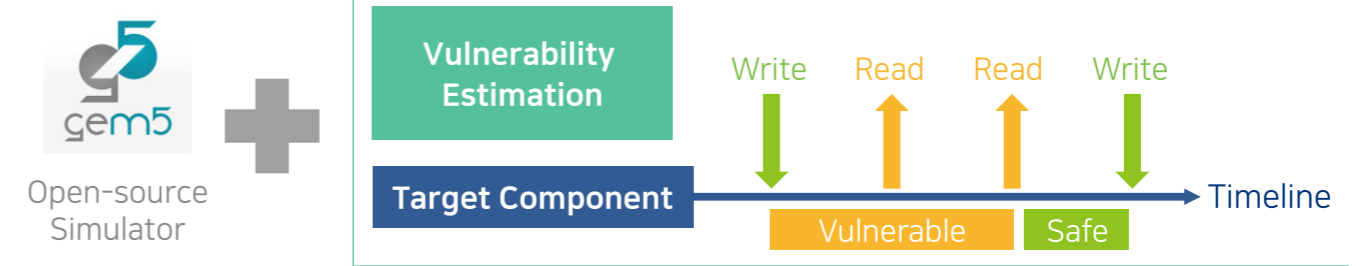 gem5
Open-source
Simulator
Vulnerability
Estimation
Write Read Read Write
Target Component
Timeline
Vulnerable Safe